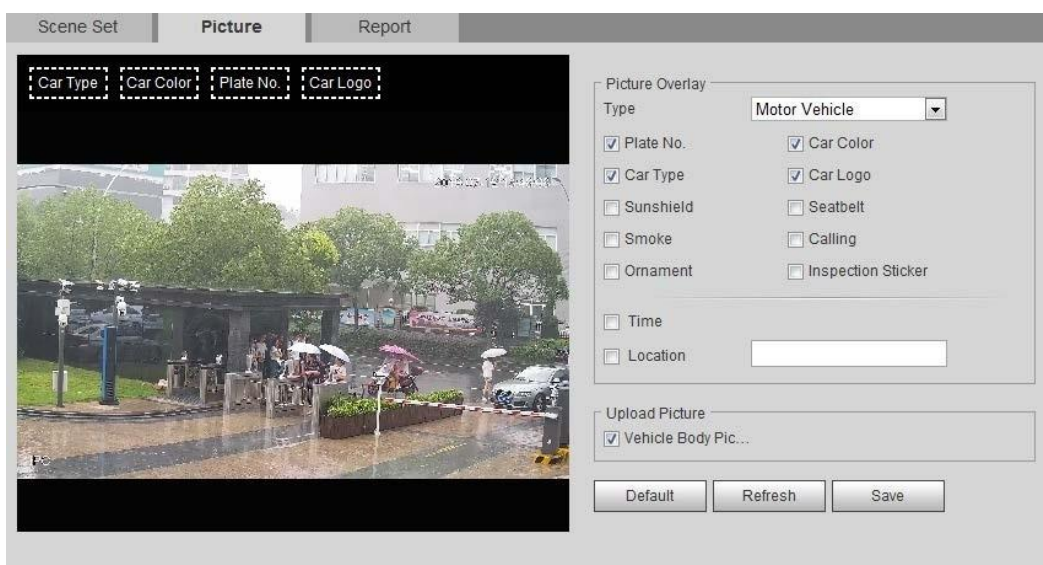 Scene Set Picture Report
Car Type Car Color Plate No. Car Logo
Picture Overlay
Type Motor Vehicle
Plate No. Car Color
Car Type Car Logo
Sunshield Seatbelt
Smoke Calling
Ornament Inspection Sticker
Time
Location
Upload Picture
Vehicle Body Pic...
Default Refresh Save